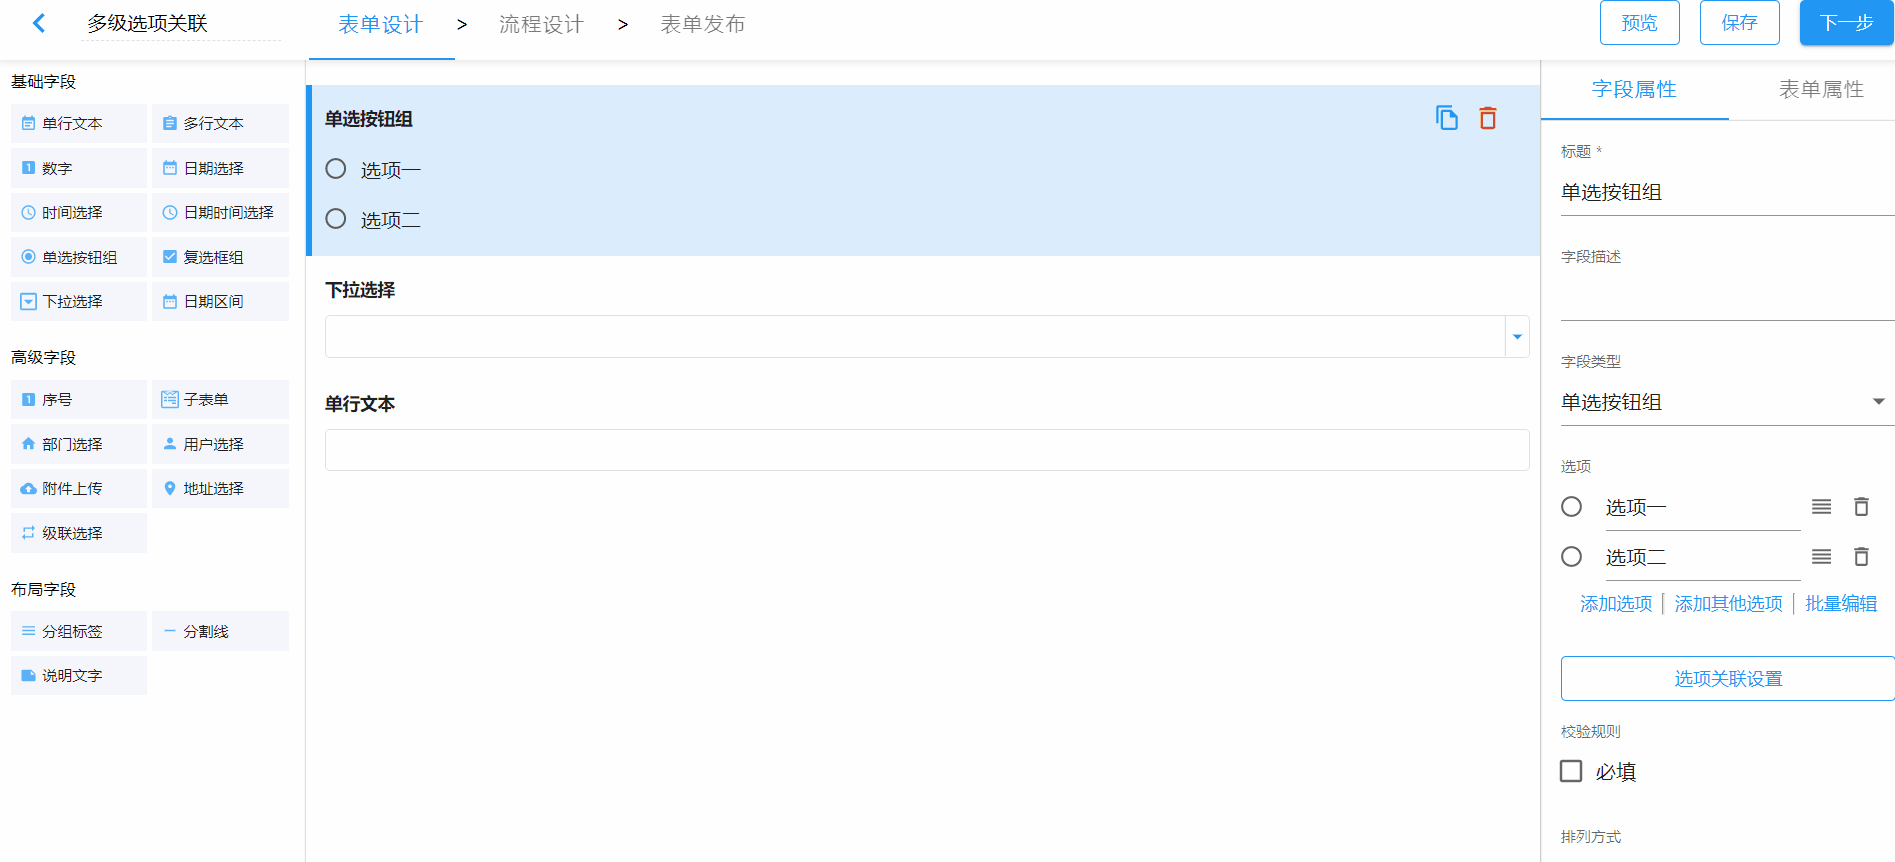 多级选项关联
表单设计 > 流程设计 > 表单发布
预览 保存 下一步
基础字段
单行文本 多行文本
数字 日期选择
时间选择 日期时间选择
单选按钮组 复选框组
下拉选择 日期区间
高级字段
序号 子表单
部门选择 用户选择
附件上传 地址选择
级联选择
布局字段
分组标签 分割线
说明文字
单选按钮组
选项一
选项二
下拉选择
单行文本
字段属性 表单属性
标题 *
单选按钮组
字段描述
字段类型
单选按钮组
选项
选项一
选项二
添加选项 添加其他选项 批量编辑
选项关联设置
校验规则
必填
排列方式